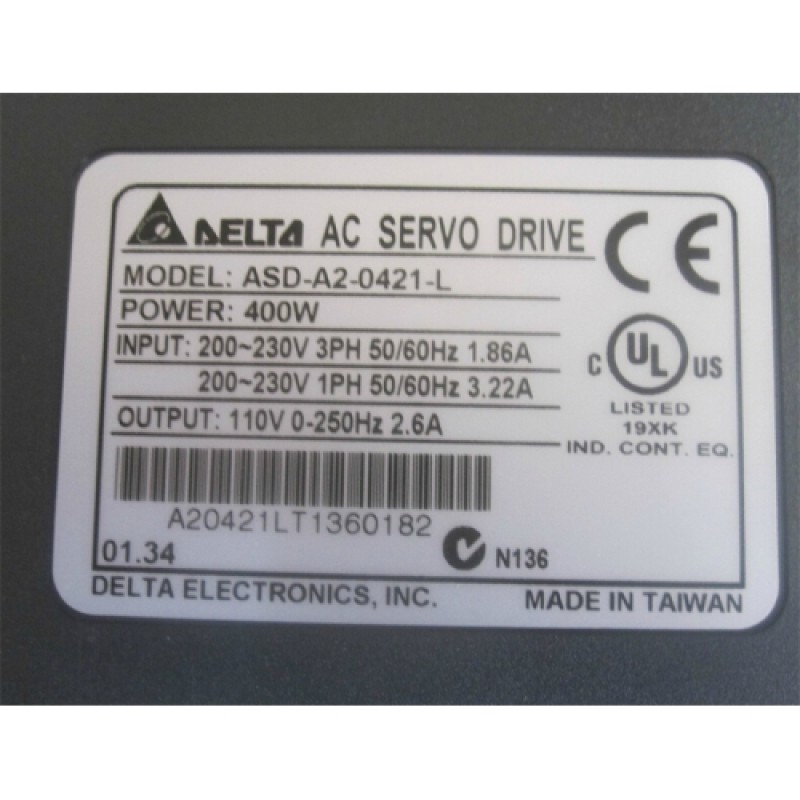 DELTA AC SERVO DRIVE
MODEL: ASD-A2-0421-L
POWER: 400W
INPUT: 200~230V 3PH 50/60Hz 1.86A
200~230V 1PH 50/60Hz 3.22A
OUTPUT: 110V 0-250Hz 2.6A
A20421LT1360182
01.34
N136
DELTA ELECTRONICS, INC.
MADE IN TAIWAN
CE
C UL US
LISTED
19XK
IND. CONT. EQ.